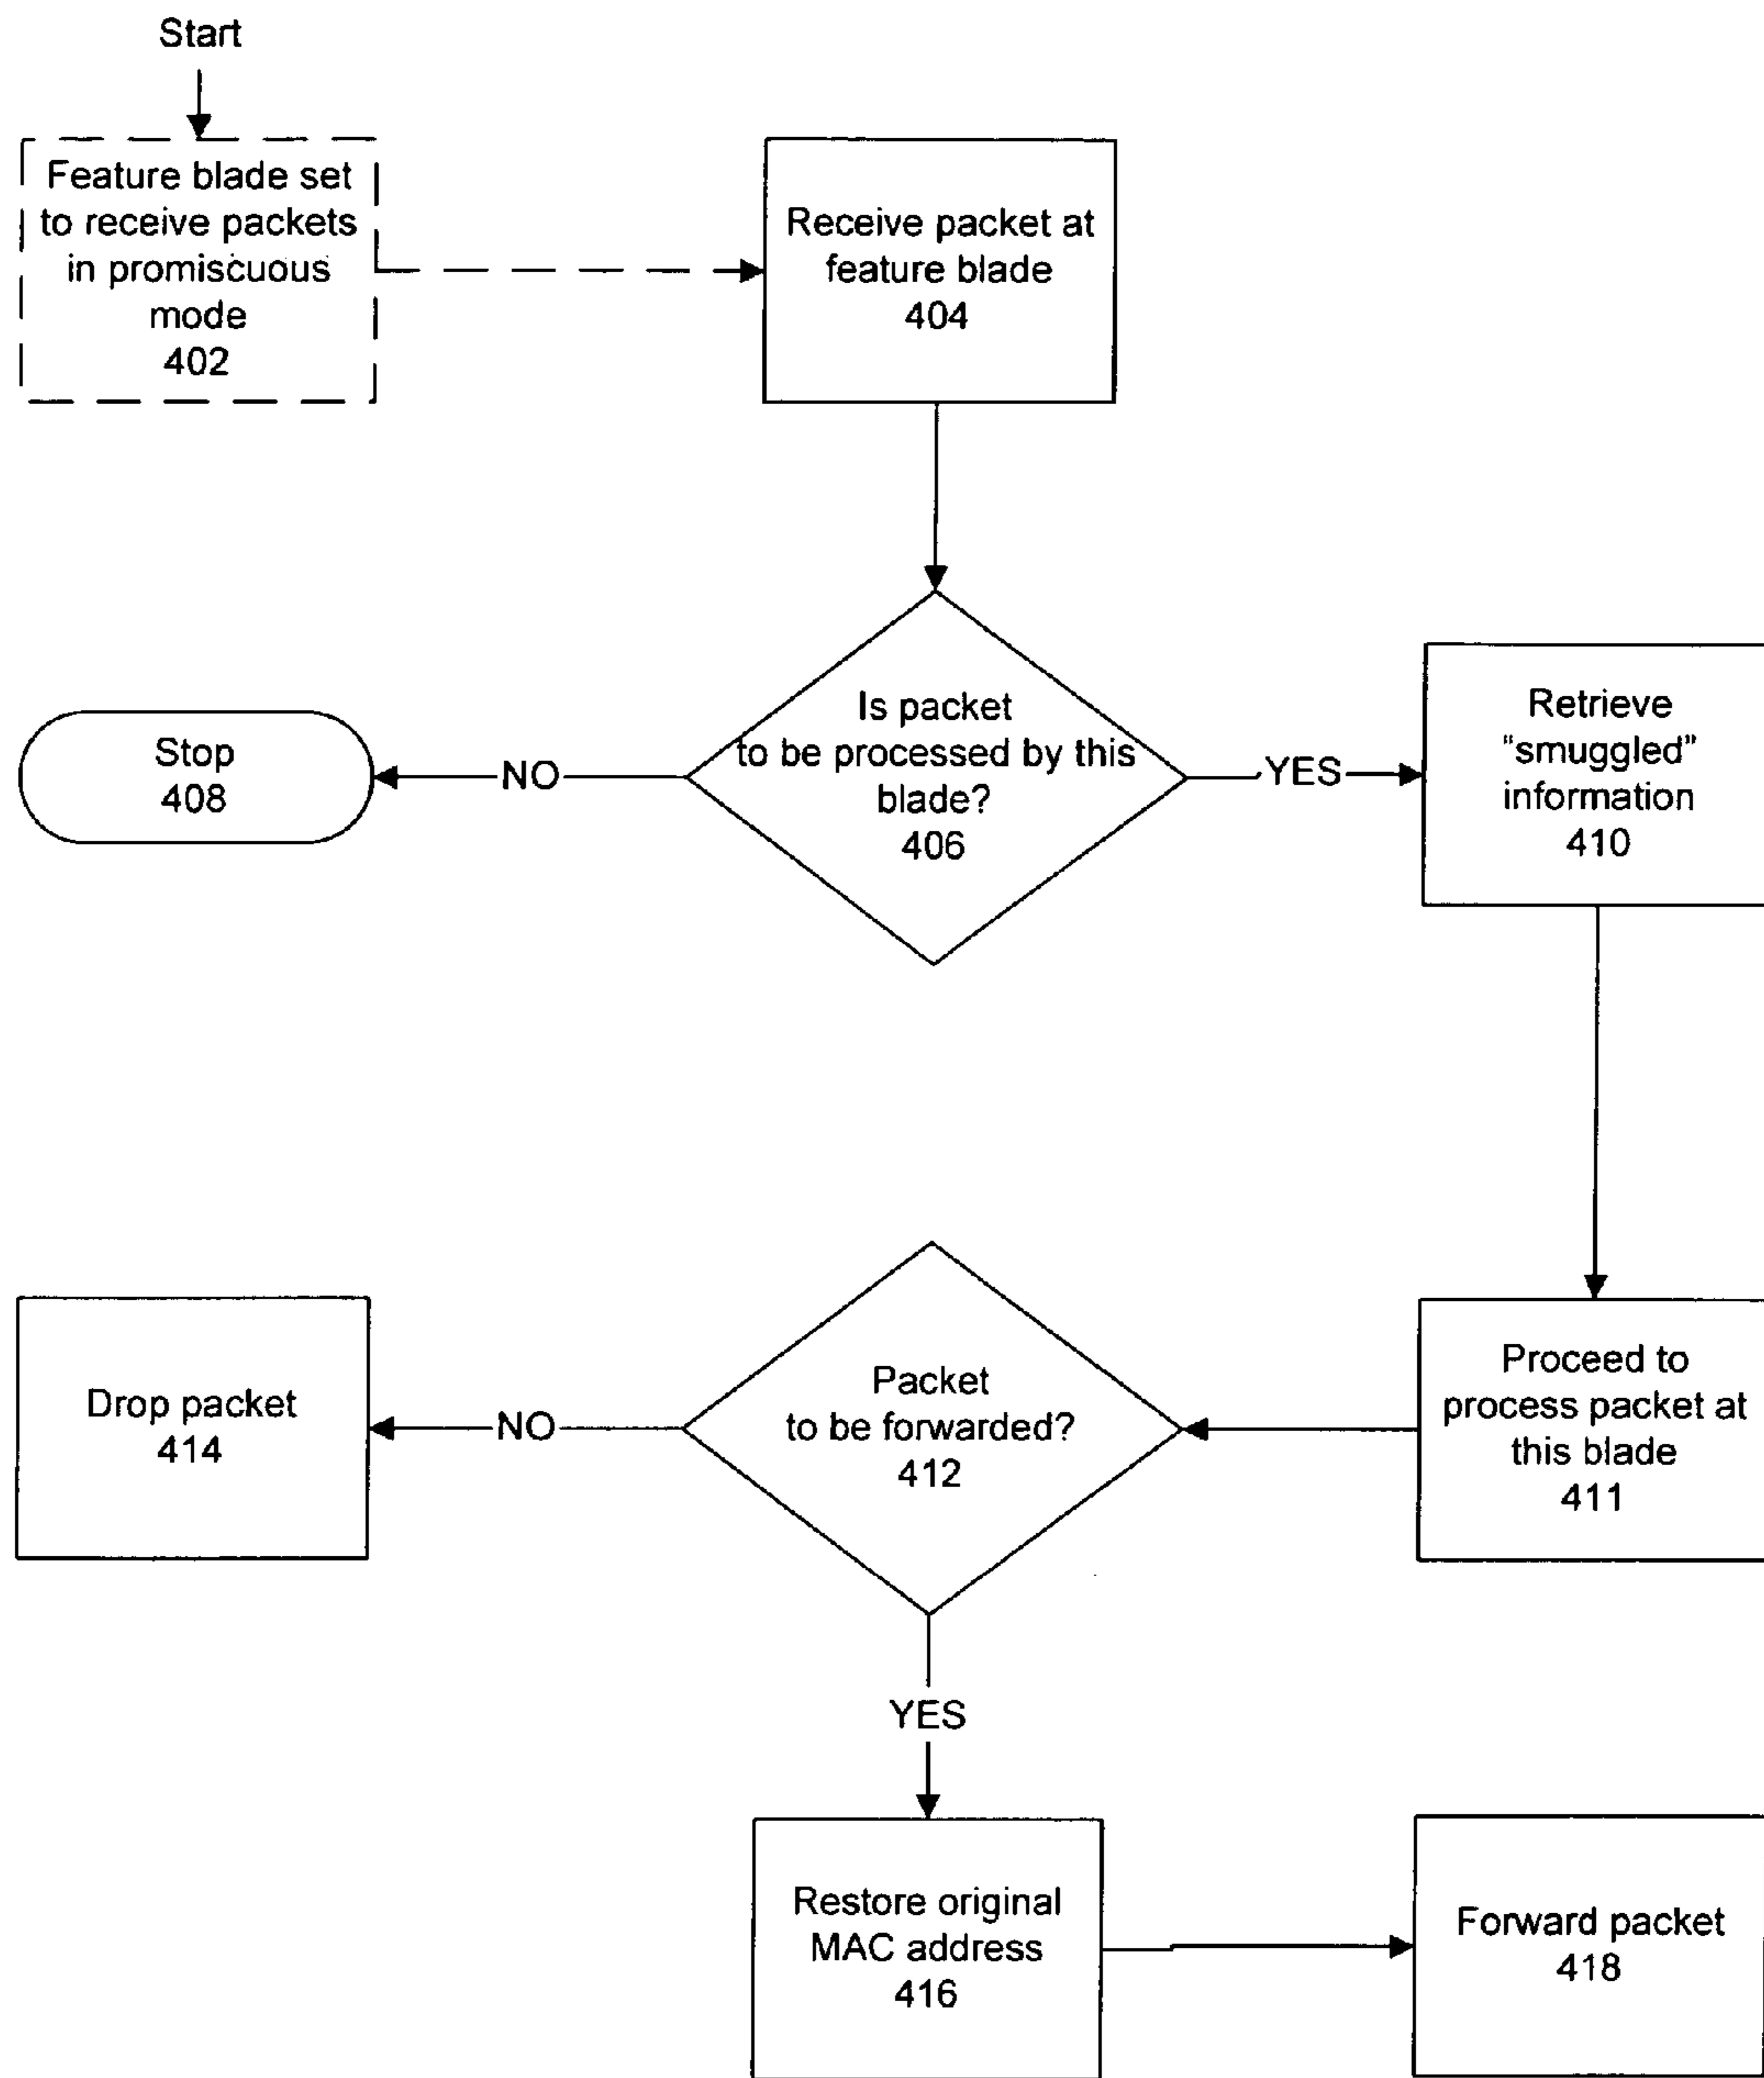 Start
Feature blade set
to receive packets
in promiscuous
mode
402
Receive packet at
feature blade
404
Is packet
to be processed by this
blade?
406
NO
Stop
408
YES
Retrieve
“smuggled”
information
410
Proceed to
process packet at
this blade
411
Packet
to be forwarded?
412
NO
Drop packet
414
YES
Restore original
MAC address
416
Forward packet
418